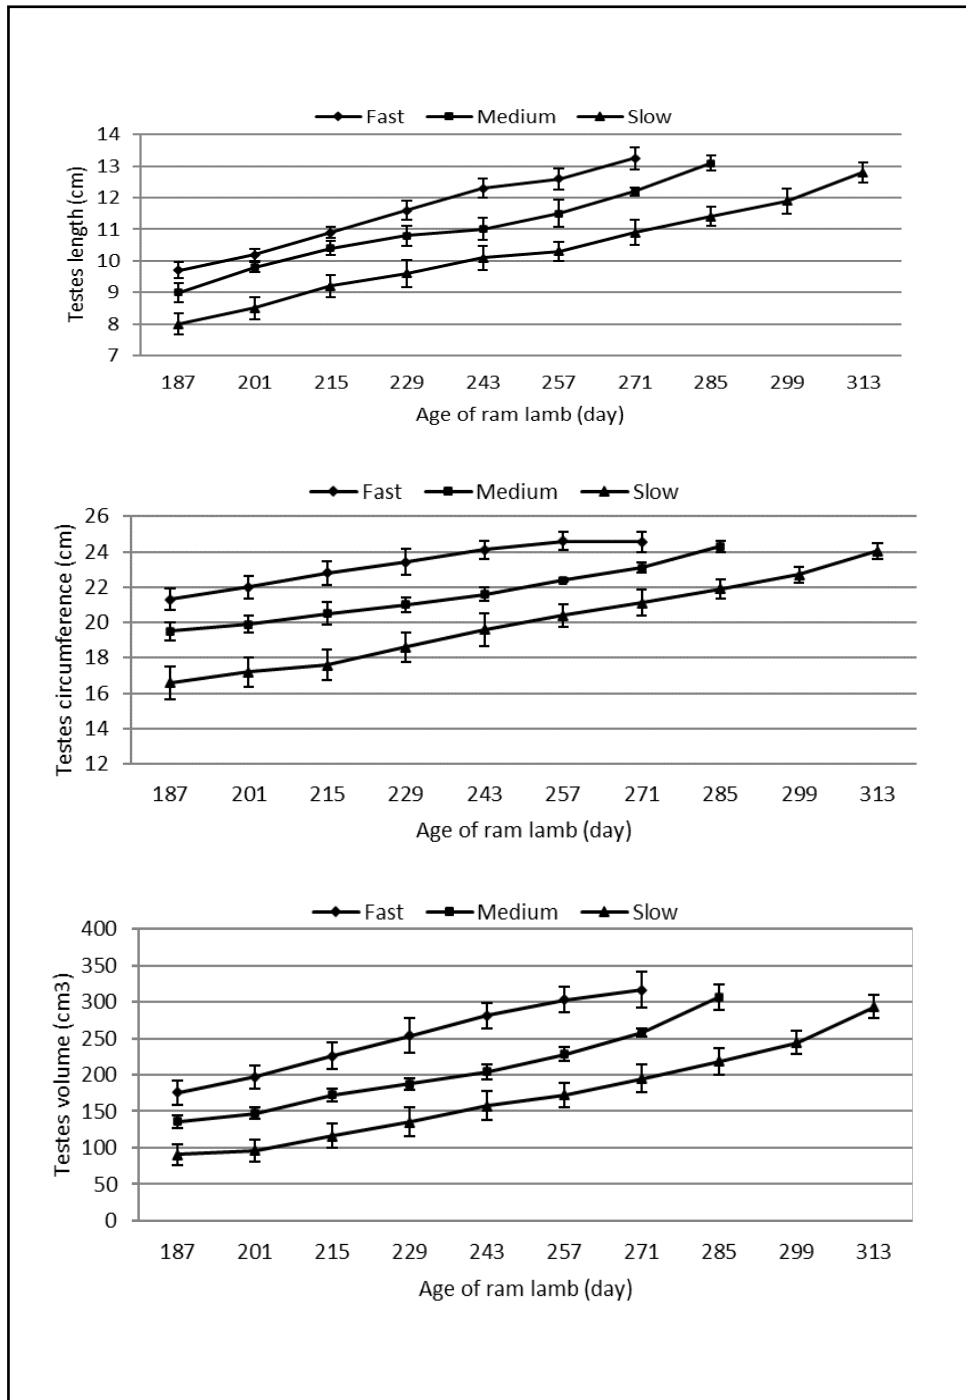 Fast Medium Slow
14
13
12
11
10
9
8
7
Testes length (cm)
187 201 215 229 243 257 271 285 299 313
Age of ram lamb (day)
Fast Medium Slow
26
24
22
20
18
16
14
12
Testes circumference (cm)
187 201 215 229 243 257 271 285 299 313
Age of ram lamb (day)
Fast Medium Slow
400
350
300
250
200
150
100
50
0
Testes volume (cm3)
187 201 215 229 243 257 271 285 299 313
Age of ram lamb (day)